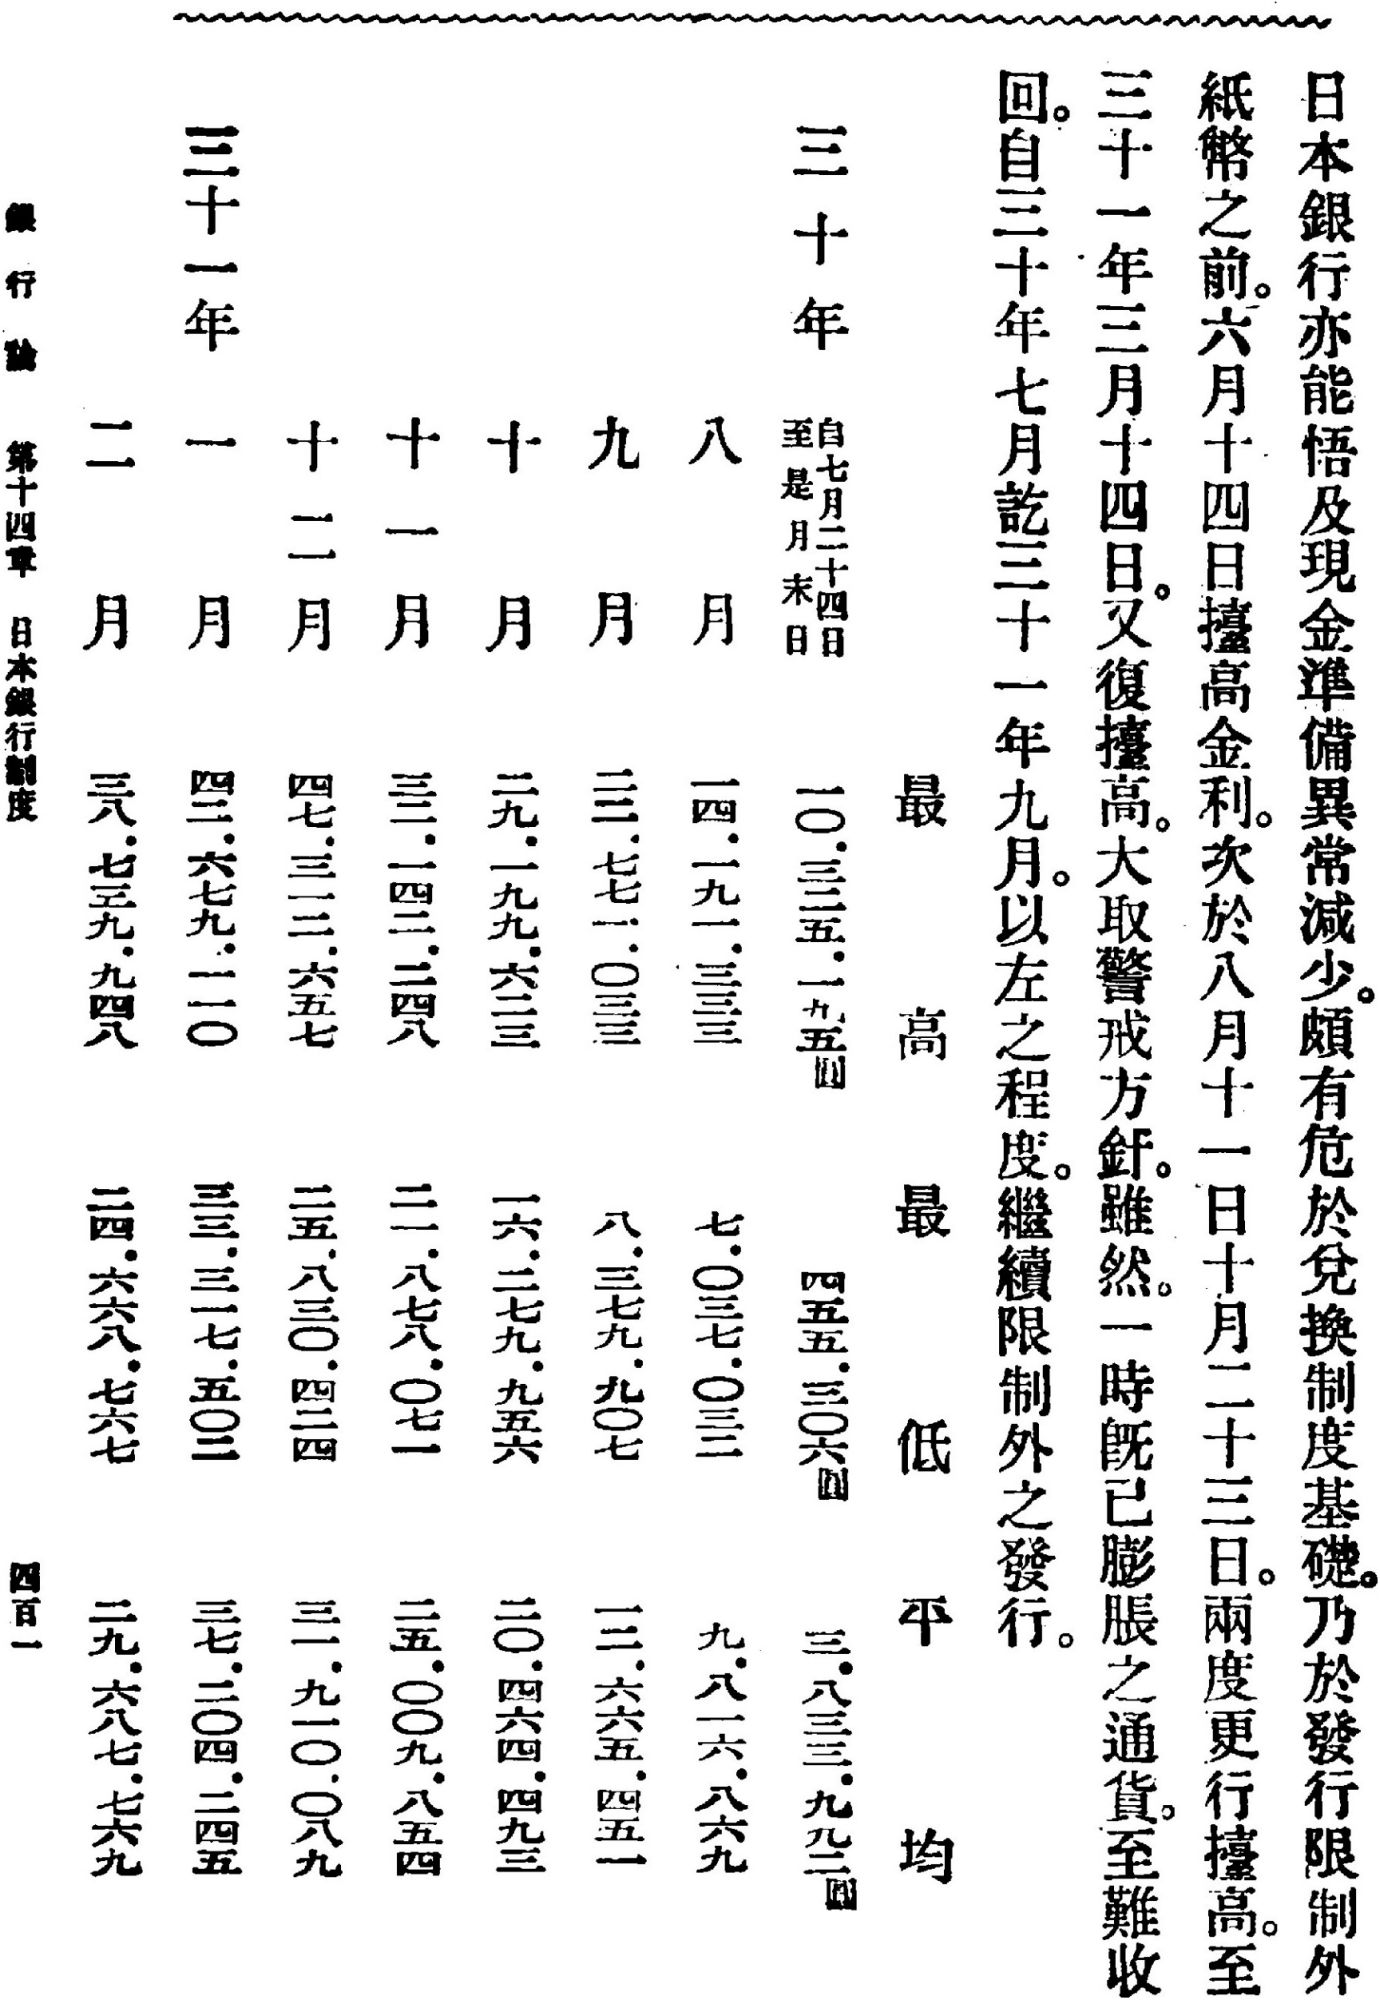 日本銀行亦能悟及現金準備異常減少。頗有危於兌換制度基礎。乃於發行限制外
紙幣之前。六月十四日擡高金利。次於八月十一日十月二十三日。兩度更行擡高。至
三十一年三月十四日。又復擡高。大取警戒方針。雖然。一時既已膨脹之通貨。至難收
回。自三十年七月訖三十一年九月。以左之程度。繼續限制外之發行。
最高 最低 平均
三十年 自七月二十四日至是月末日 一〇.三二五.一九五圓 四五五.三〇六圓 三.八三三.九九二圓
八月 一四.一九一.三三三 七.〇三七.〇三二 九.八一六.八六九
九月 二二.七七一.〇三三 八.三七九.九〇七 一二.六六五.四五一
十月 二九.一九九.六二三 一六.二七九.九五六 二〇.四六四.四九三
十一月 三二.一四二.二四八 二一.八七八.〇七一 二五.〇〇九.八五四
十二月 四七.三一二.六五七 二五.八三〇.四二四 三一.九一〇.〇八九
三十一年 一月 四二.六七九.一一〇 三三.三一七.五〇二 三七.二〇四.二四五
二月 三八.七三九.九四八 二四.六六八.七六七 二九.六八七.七六九
銀行論 第十四章 日本銀行制度 四百一